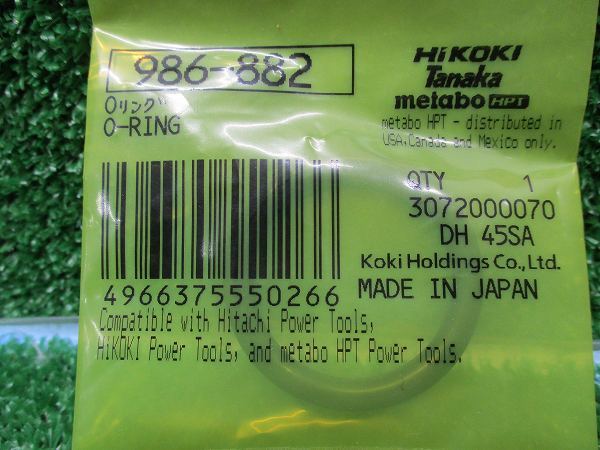 986-882
Oリング
O-RING
HiKOKI
Tanaka
metabo HPT
metabo HPT - distributed in
USA,Canada and Mexico only.
QTY 1
3072000070
DH 45SA
Koki Holdings Co.,Ltd.
MADE IN JAPAN
4966375550266
Compatible with Hitachi Power Tools,
HiKOKI Power Tools, and metabo HPT Power Tools.